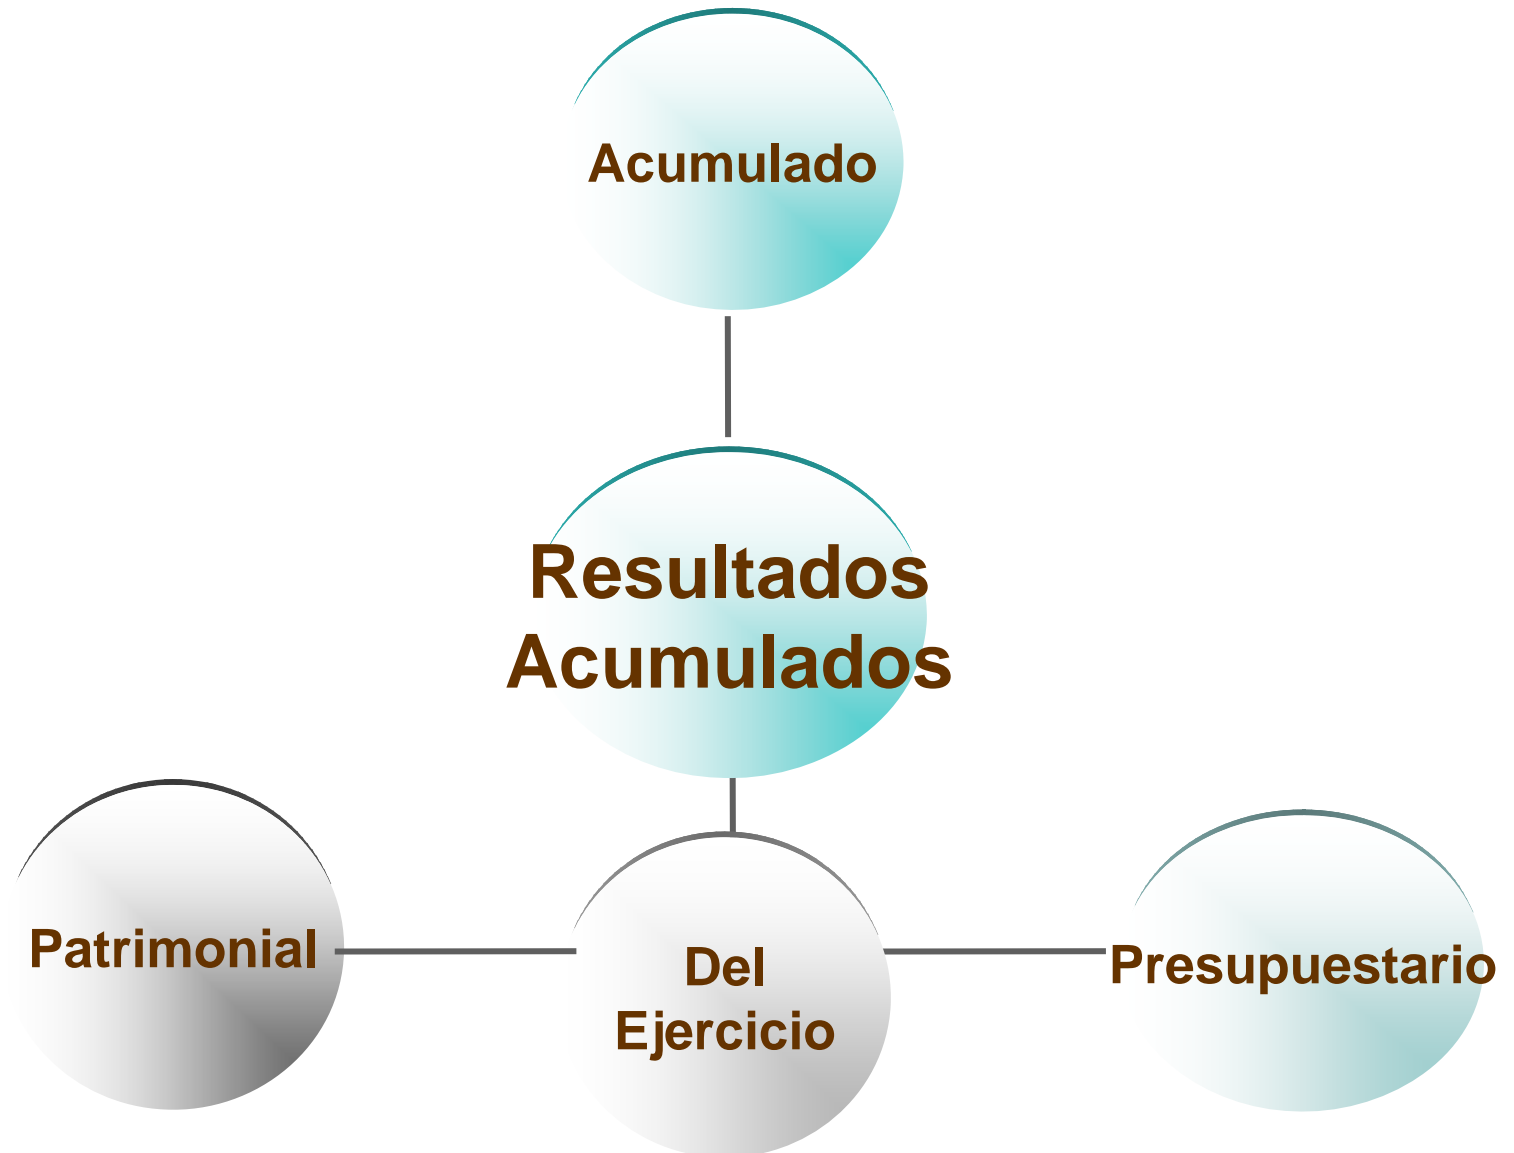 Acumulado
Resultados
Acumulados
Patrimonial
Del
Ejercicio
Presupuestario